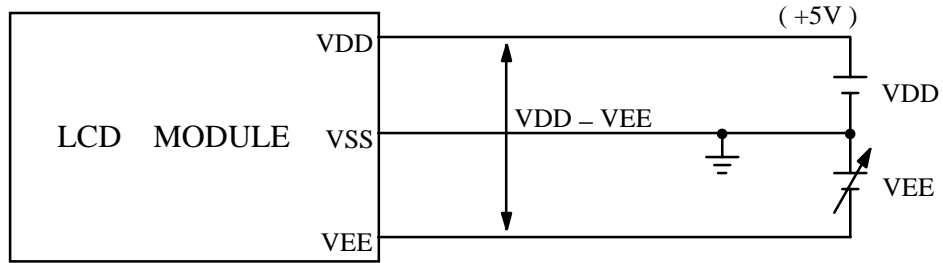 ( +5V )
VDD
VDD
LCD MODULE
VSS
VDD – VEE
VEE
VEE